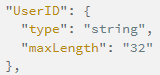 "UserID": {
  "type": "string",
  "maxLength": "32"
},